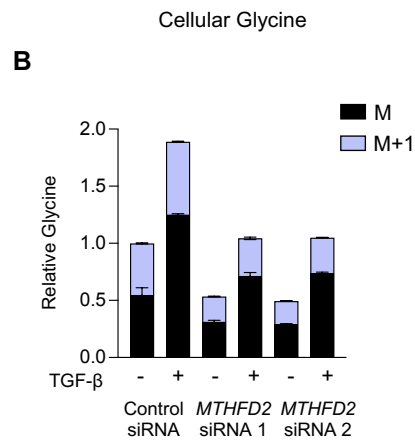 Cellular Glycine
B
M
M+1
Relative Glycine
2.0
1.5
1.0
0.5
0.0
TGF-β - + - + - +
Control siRNA
MTHFD2 siRNA 1
MTHFD2 siRNA 2